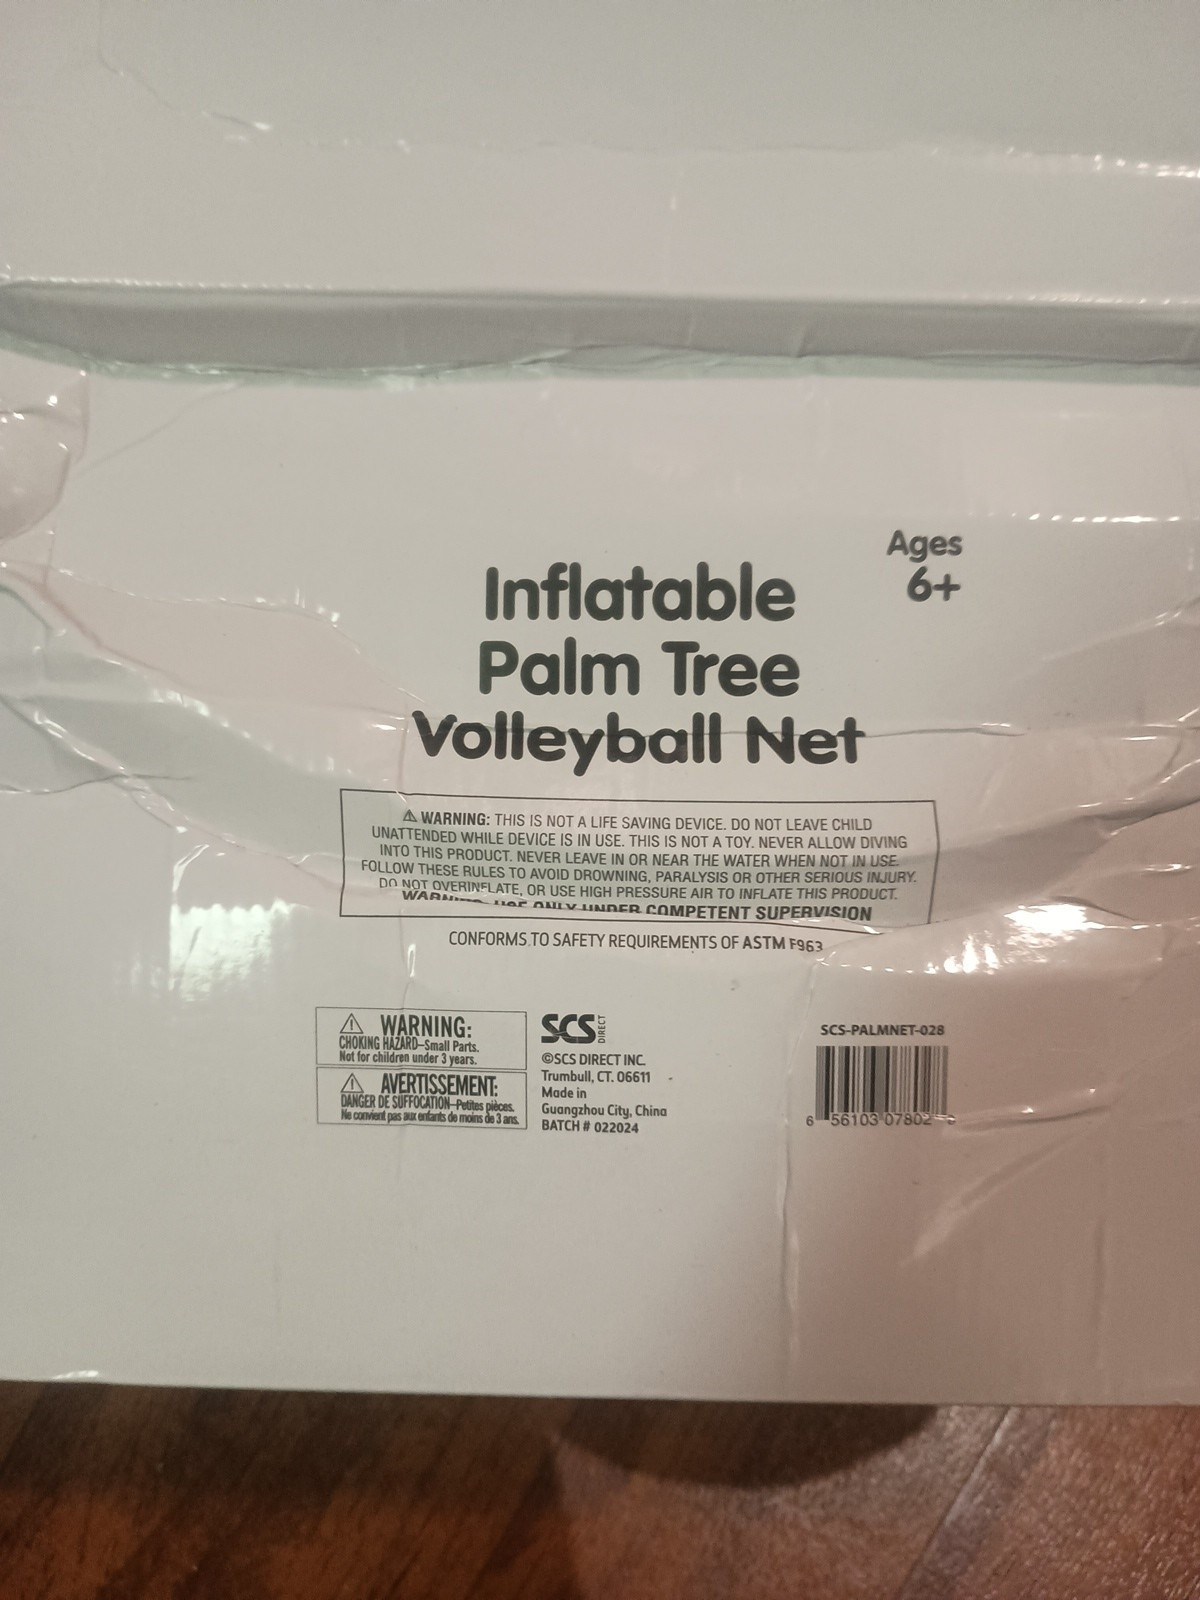 Ages
6+
Inflatable
Palm Tree
Volleyball Net
⚠ WARNING: THIS IS NOT A LIFE SAVING DEVICE. DO NOT LEAVE CHILD
UNATTENDED WHILE DEVICE IS IN USE. THIS IS NOT A TOY. NEVER ALLOW DIVING
INTO THIS PRODUCT. NEVER LEAVE IN OR NEAR THE WATER WHEN NOT IN USE.
FOLLOW THESE RULES TO AVOID DROWNING, PARALYSIS OR OTHER SERIOUS INJURY.
DO NOT OVERINFLATE, OR USE HIGH PRESSURE AIR TO INFLATE THIS PRODUCT.
WARNING: USE ONLY UNDER COMPETENT SUPERVISION
CONFORMS TO SAFETY REQUIREMENTS OF ASTM F963
⚠ WARNING:
CHOKING HAZARD–Small Parts.
Not for children under 3 years.
⚠ AVERTISSEMENT:
DANGER DE SUFFOCATION–Petites pièces.
Ne convient pas aux enfants de moins de 3 ans.
SCS DIRECT
©SCS DIRECT INC.
Trumbull, CT. 06611
Made in
Guangzhou City, China
BATCH # 022024
SCS-PALMNET-028
6 56103 07802